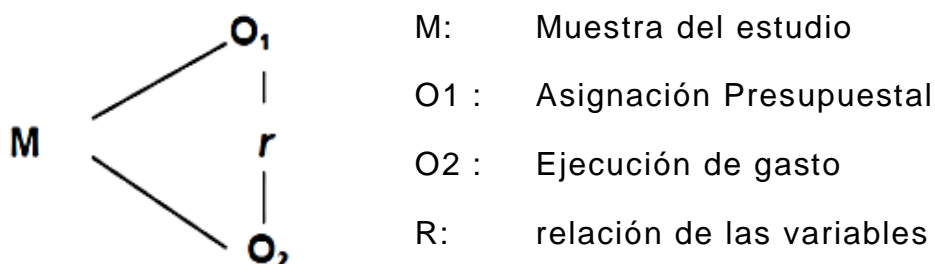 O₁
M
r
O₂
M: Muestra del estudio
O1 : Asignación Presupuestal
O2 : Ejecución de gasto
R: relación de las variables